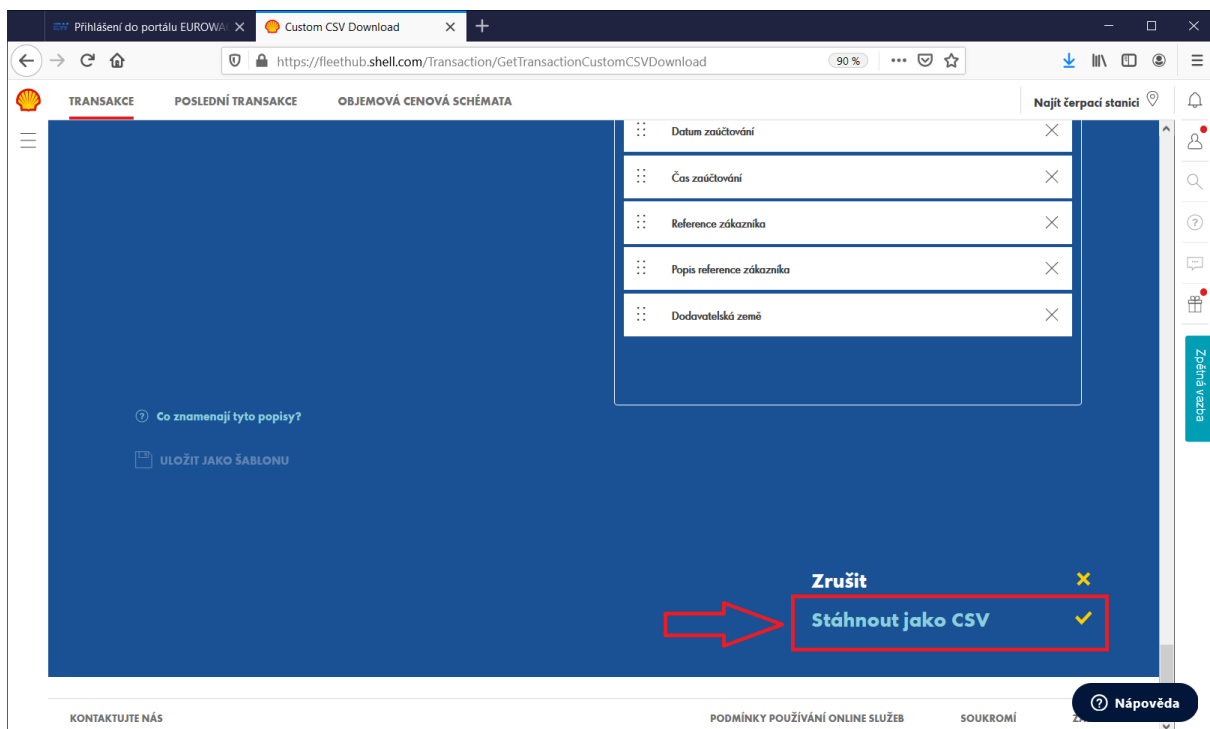 Přihlášení do portálu EUROWA
Custom CSV Download
https://fleethub.shell.com/Transaction/GetTransactionCustomCSVDownload
90 %
TRANSAKCE
POSLEDNÍ TRANSAKCE
OBJEMOVÁ CENOVÁ SCHÉMATA
Najít čerpací stanici
Datum zaúčtování
Čas zaúčtování
Reference zákazníka
Popis reference zákazníka
Dodavatelská země
Zpětná vazba
Co znamenají tyto popisy?
ULOŽIT JAKO ŠABLONU
Zrušit
Stáhnout jako CSV
Nápověda
KONTAKTUJTE NÁS
PODMÍNKY POUŽÍVÁNÍ ONLINE SLUŽEB
SOUKROMÍ